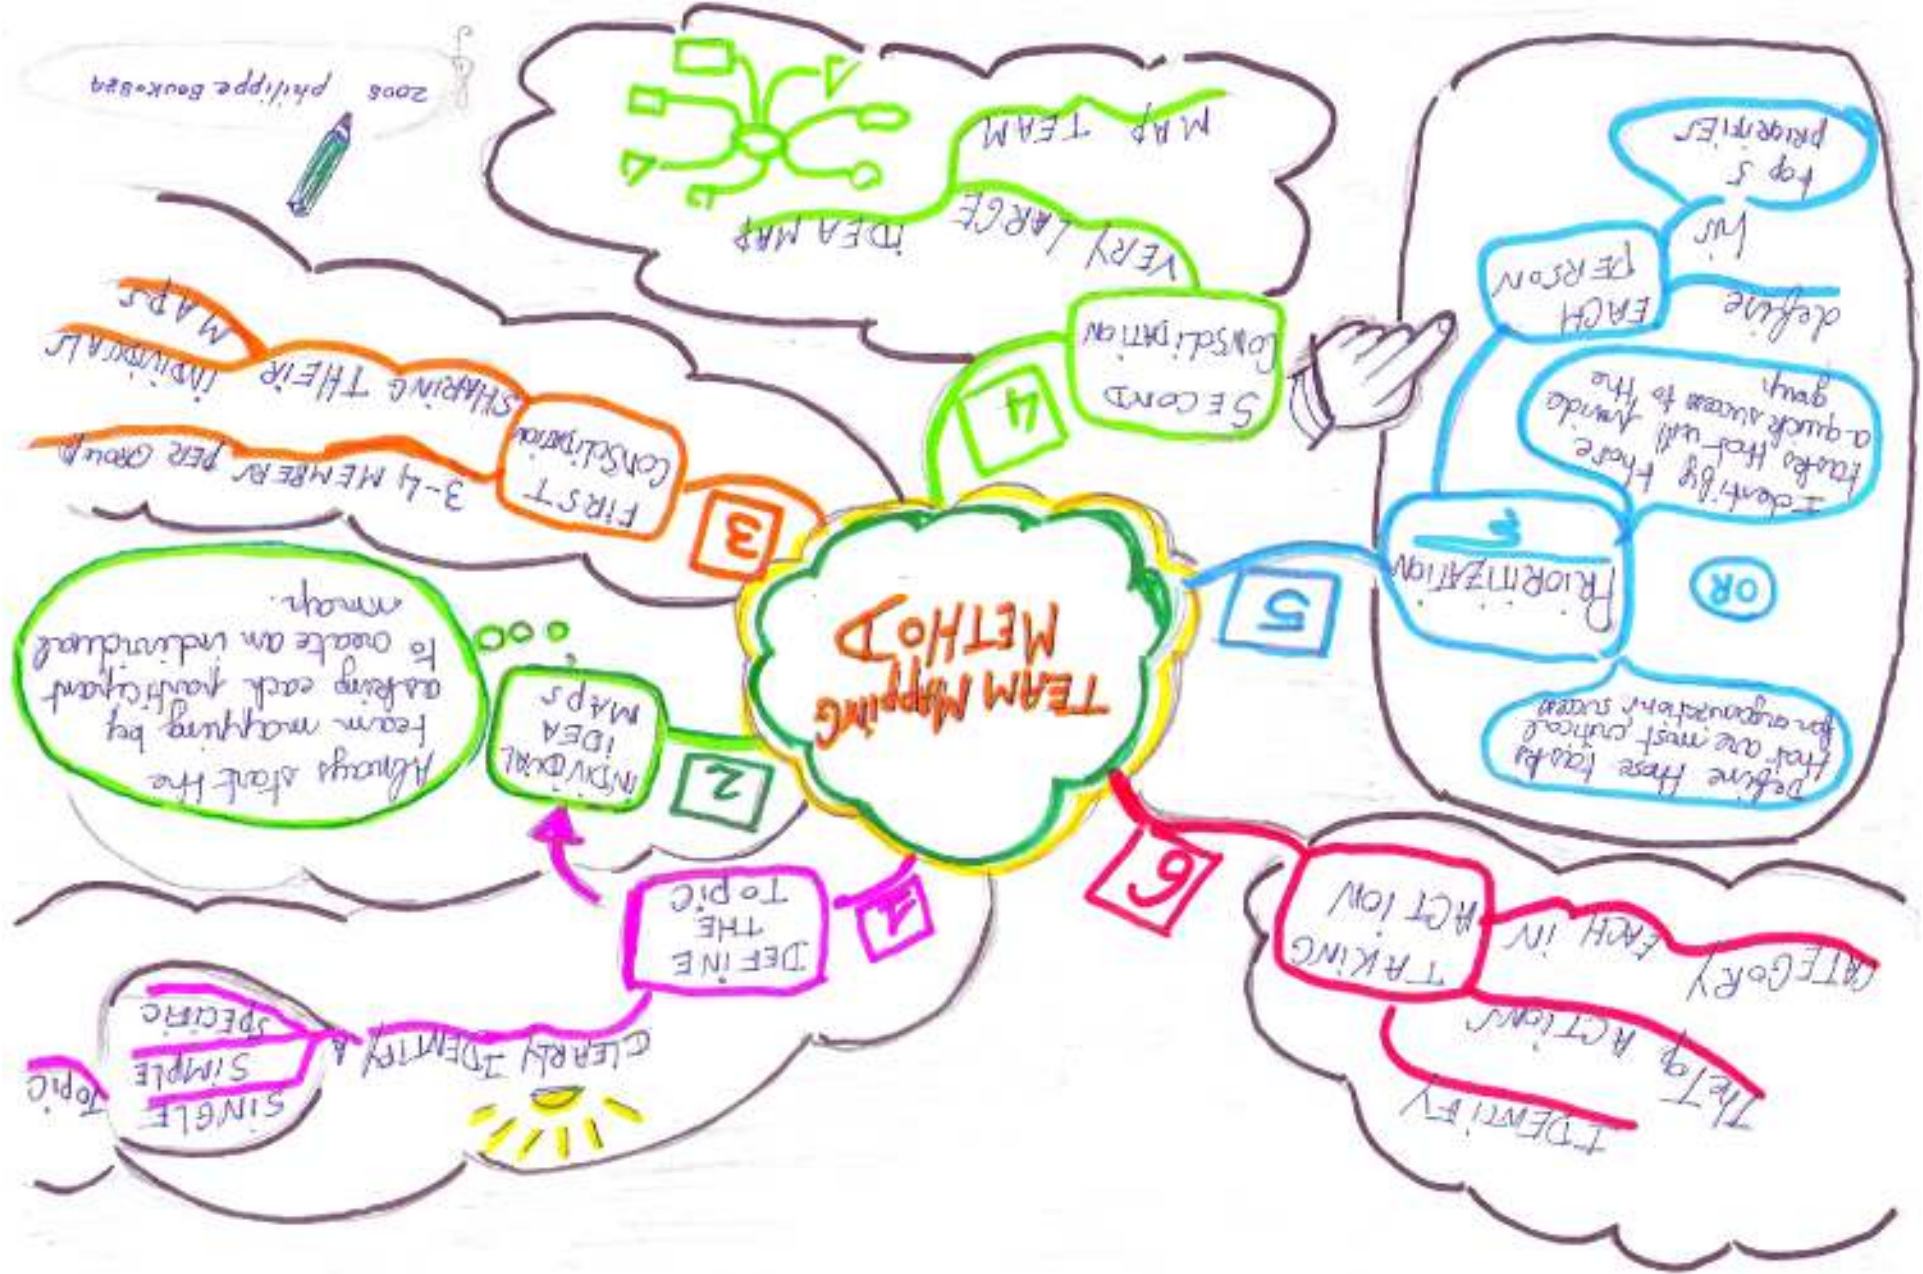 TEAM MAPPING
METHOD
1
DEFINE
THE
TOPIC
CLEARLY IDENTIFY A
SINGLE
SIMPLE
SPECIFIC
TOPIC
2
INDIVIDIAL
IDEA
MAPS
Always start the
team mapping by
asking each participant
to create an individual
map.
3
FIRST
CONSOLIDATION
3-4 MEMBERS PER GROUP
SHARING THEIR
INDIVIDUALS
MAPS
4
SECOND
CONSOLIDATION
VERY LARGE
IDEA MAP
MAP TEAM
5
PRIORITIZATION
Define those tasks
that are most critical
for organizations success
OR
Identify those
tasks that will provide
a quick success to the
group.
EACH
PERSON
define
his
top 5
PRIORITIES
6
TAKING
ACTION
IDENTIFY
The Top ACTIONS
EACH IN
CATEGORY
2008 philippe Boukobza